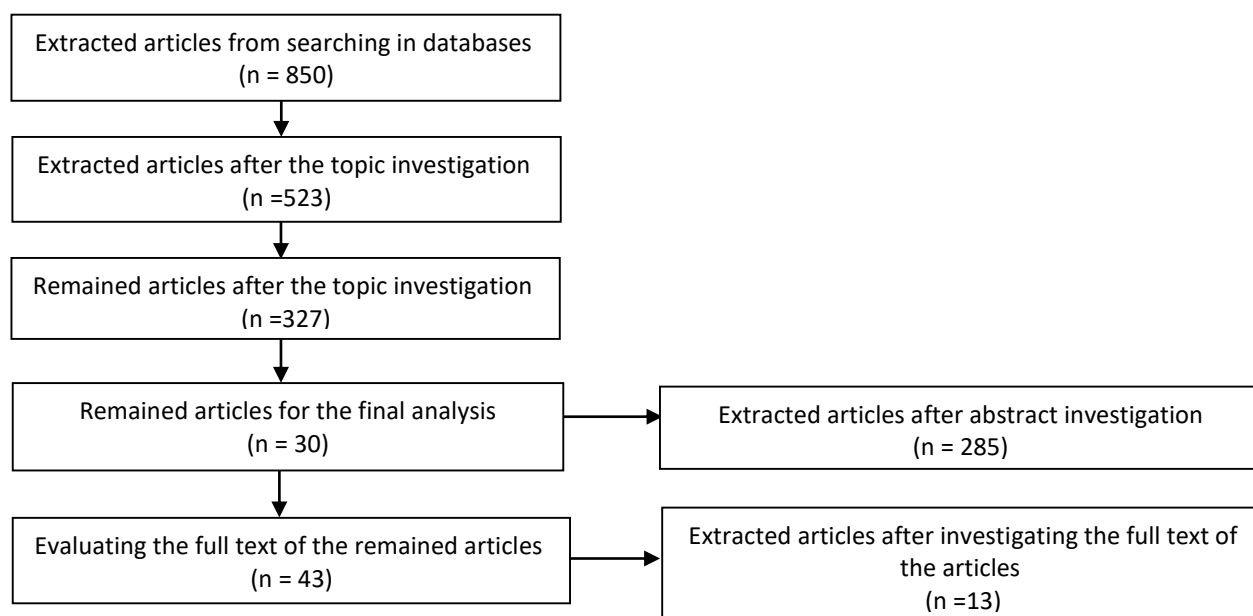 Extracted articles from searching in databases
(n = 850)
Extracted articles after the topic investigation
(n =523)
Remained articles after the topic investigation
(n =327)
Remained articles for the final analysis
(n = 30)
Extracted articles after abstract investigation
(n = 285)
Evaluating the full text of the remained articles
(n = 43)
Extracted articles after investigating the full text of
the articles
(n =13)